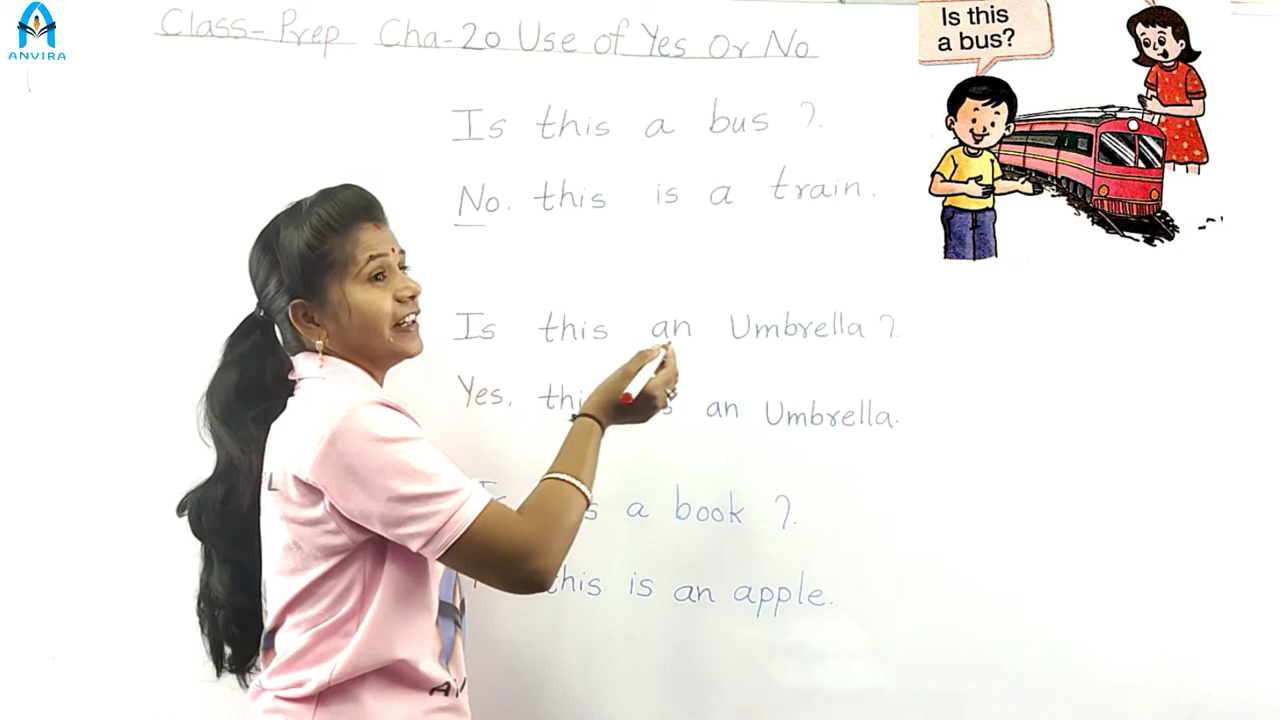 ANVIRA
Class-Prep Cha-20 Use of Yes Or No
Is this a bus?
Is this a bus ?.
No. this is a train.
Is this an Umbrella ?.
Yes, an Umbrella.
a book ?.
this is an apple.